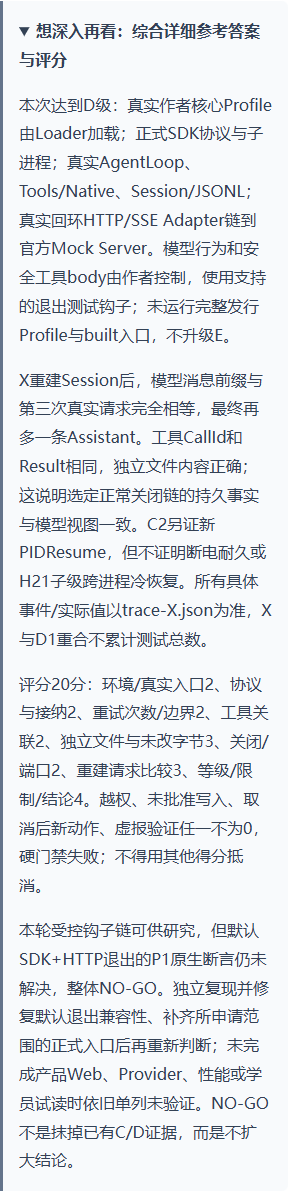 ▼ 想深入再看：综合详细参考答案
与评分
本次达到D级：真实作者核心Profile
由Loader加载；正式SDK协议与子
进程；真实AgentLoop、
Tools/Native、Session/JSONL；
真实回环HTTP/SSE Adapter链到
官方Mock Server。模型行为和安
全工具body由作者控制，使用支持
的退出测试钩子；未运行完整发行
Profile与built入口，不升级E。
X重建Session后，模型消息前缀与
第三次真实请求完全相等，最终再
多一条Assistant。工具CallId和
Result相同，独立文件内容正确；
这说明选定正常关闭链的持久事实
与模型视图一致。C2另证新
PIDResume，但不证明断电耐久或
H21子级跨进程冷恢复。所有具体
事件/实际值以trace-X.json为准，X
与D1重合不累计测试总数。
评分20分：环境/真实入口2、协议
与接纳2、重试次数/边界2、工具关
联2、独立文件与未改字节3、关闭/
端口2、重建请求比较3、等级/限
制/结论4。越权、未批准写入、取
消后新动作、虚报验证任一不为0，
硬门禁失败；不得用其他得分抵
消。
本轮受控钩子链可供研究，但默认
SDK+HTTP退出的P1原生断言仍未
解决，整体NO-GO。独立复现并修
复默认退出兼容性、补齐所申请范
围的正式入口后再重新判断；未完
成产品Web、Provider、性能或学
员试读时依旧单列未验证。NO-GO
不是抹掉已有C/D证据，而是不扩
大结论。